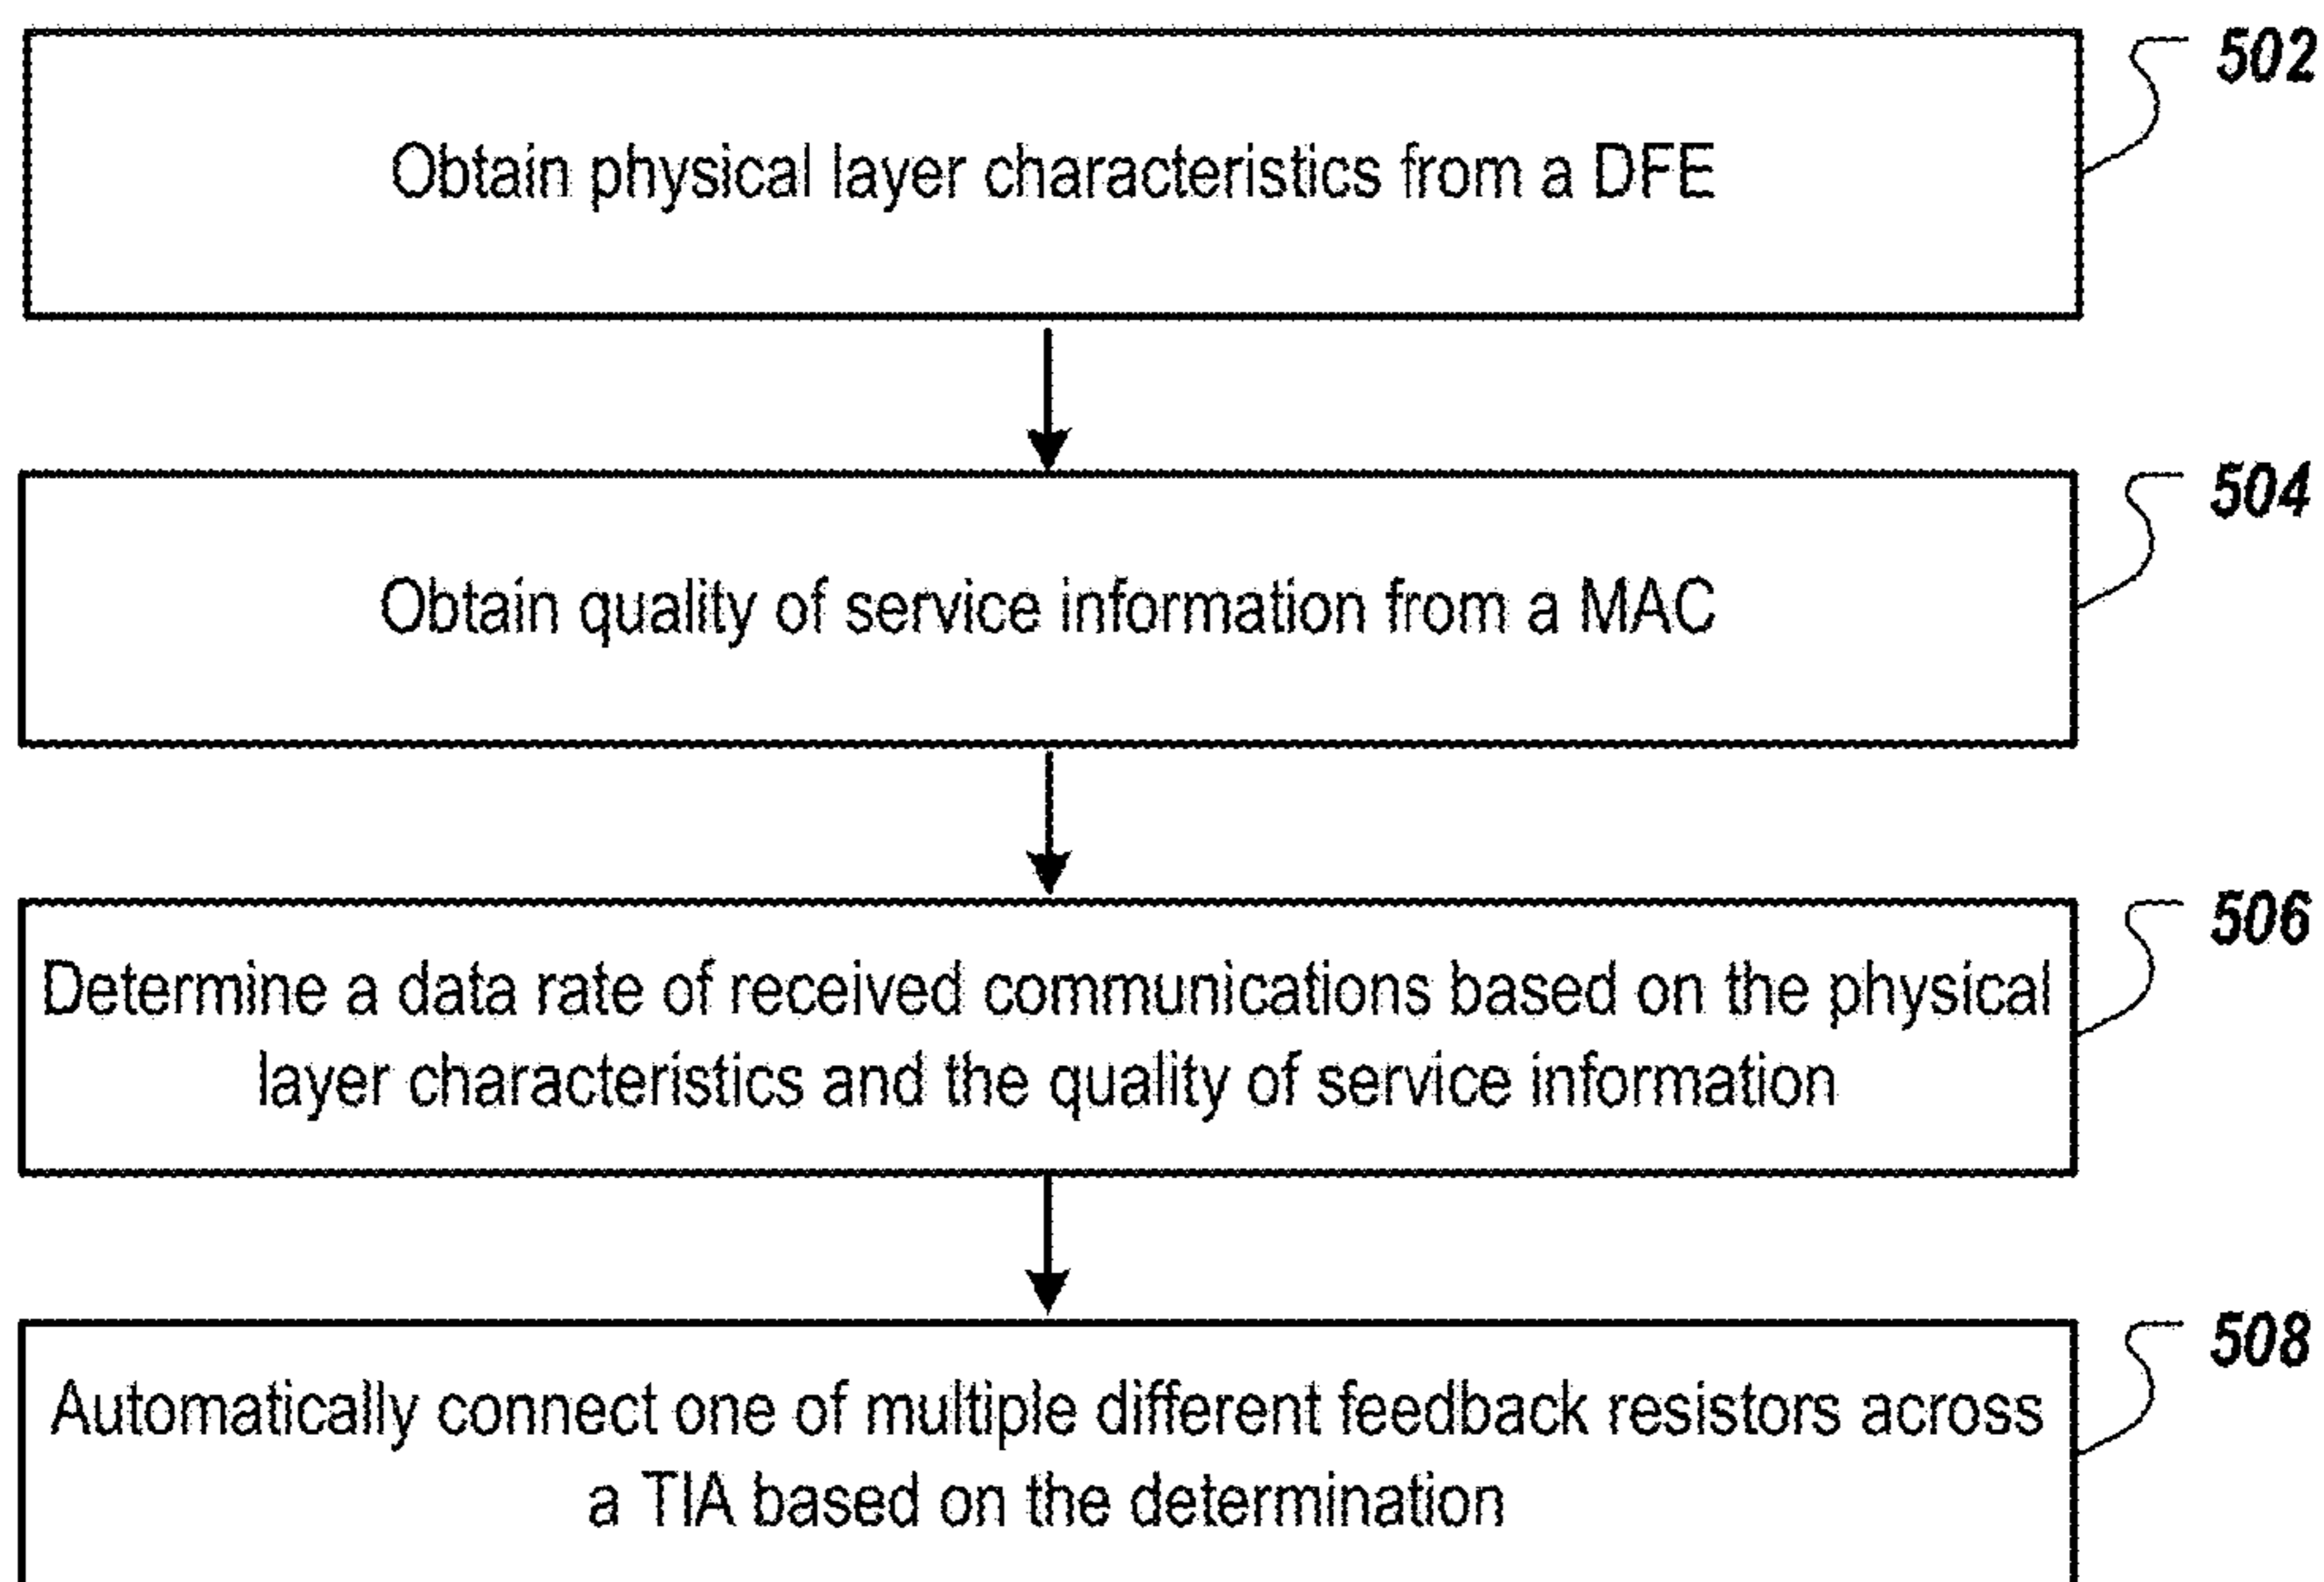 502
Obtain physical layer characteristics from a DFE
504
Obtain quality of service information from a MAC
506
Determine a data rate of received communications based on the physical
layer characteristics and the quality of service information
508
Automatically connect one of multiple different feedback resistors across
a TIA based on the determination